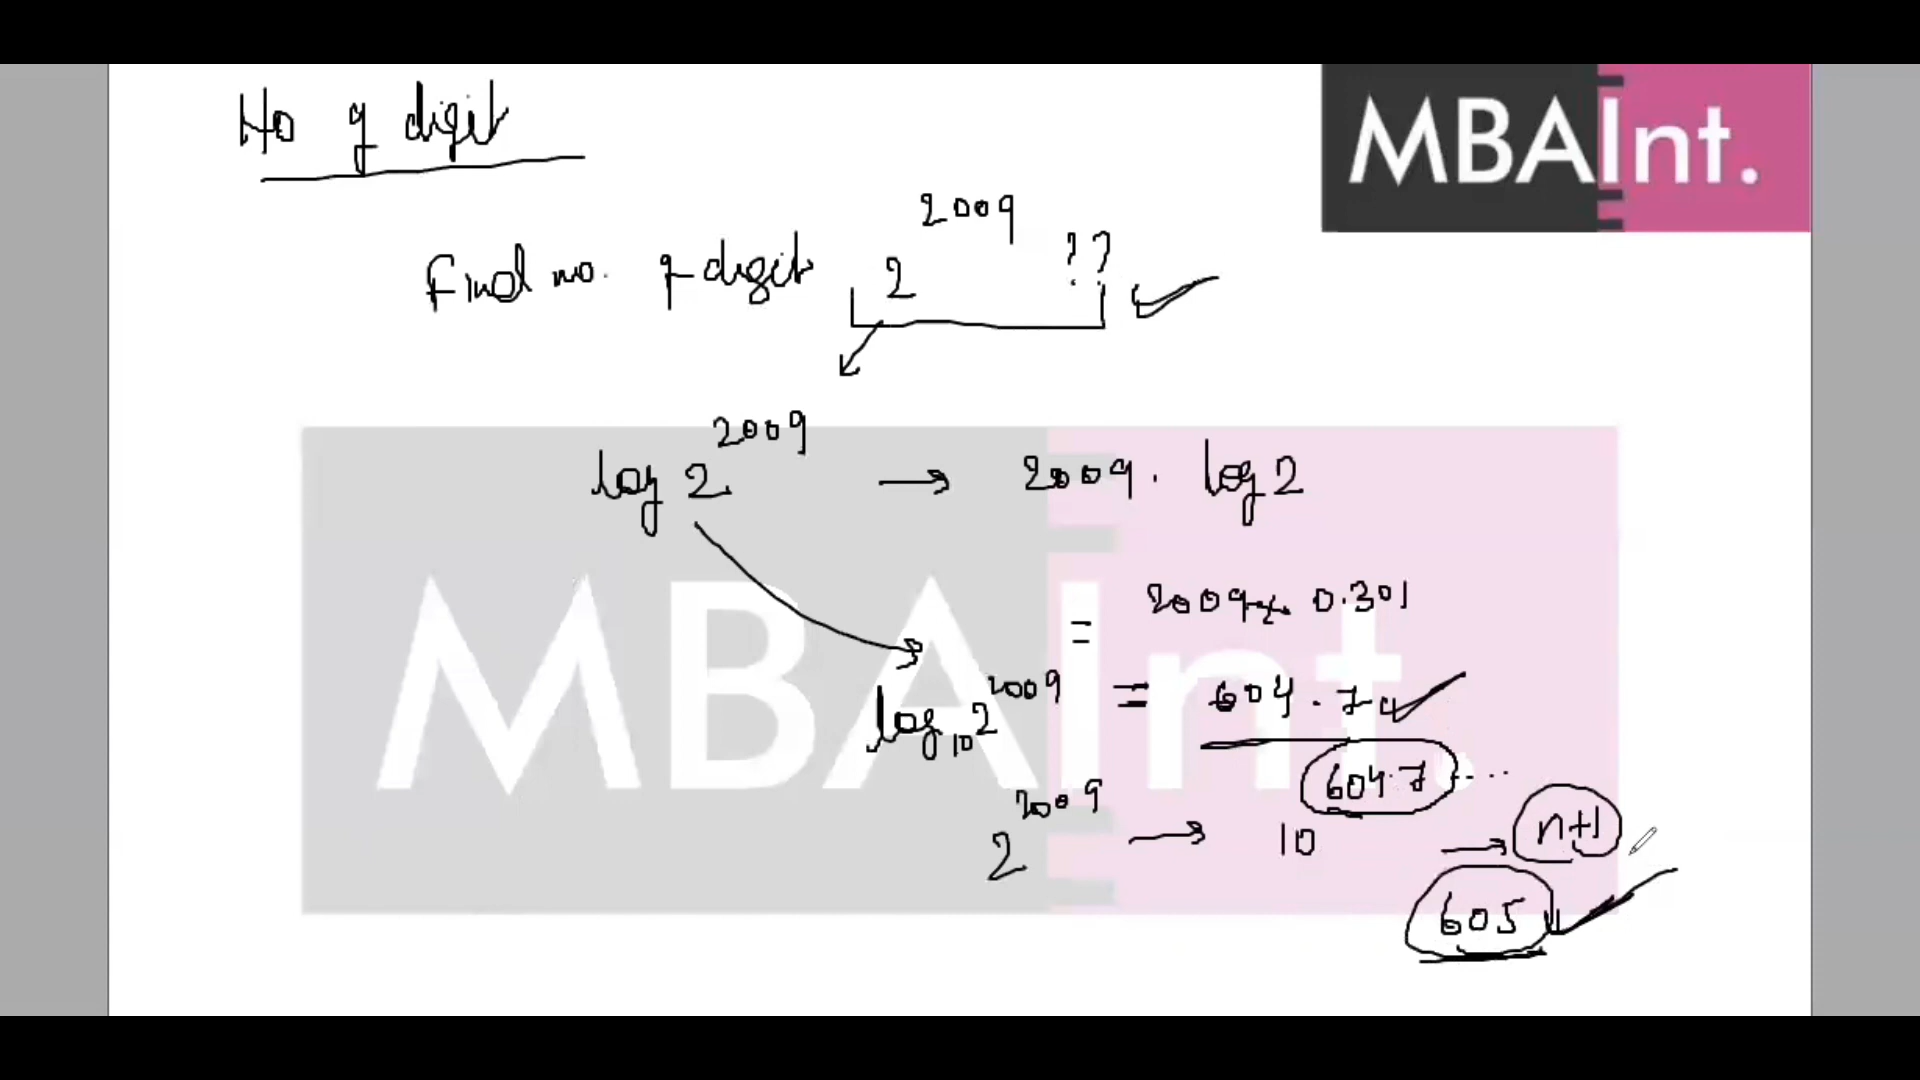 No of digit
MBAInt.
Find no. of digit 2^2009 ??
log 2^2009 → 2009 . log 2
= 2009 x 0.301
log10 2^2009 = 604.7
2^2009 → 10^604.7.... → n+1
605
MBAInt.